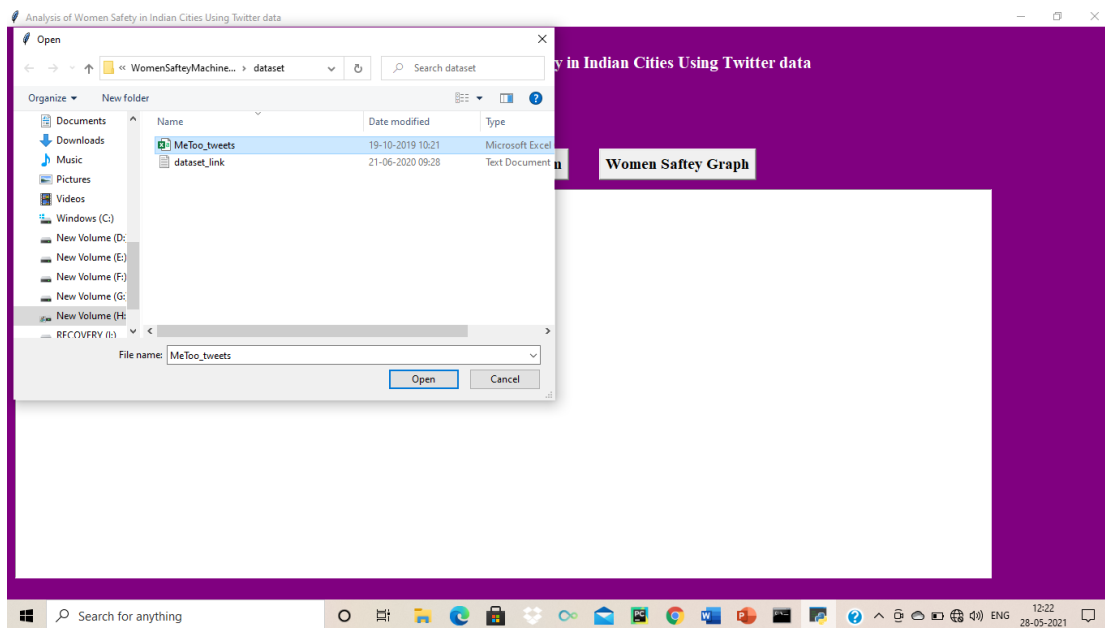 Analysis of Women Safety in Indian Cities Using Twitter data
Open
y in Indian Cities Using Twitter data
« WomenSafteyMachine... › dataset
Search dataset
Organize
New folder
Documents
Downloads
Music
Pictures
Videos
Windows (C:)
New Volume (D:
New Volume (E:)
New Volume (F:)
New Volume (G:
New Volume (H:
RECOVERY (I:)
Name Date modified Type
MeToo_tweets 19-10-2019 10:21 Microsoft Excel
dataset_link 21-06-2020 09:28 Text Document
n
Women Saftey Graph
File name: MeToo_tweets
Open Cancel
Search for anything
ENG
12:22
28-05-2021